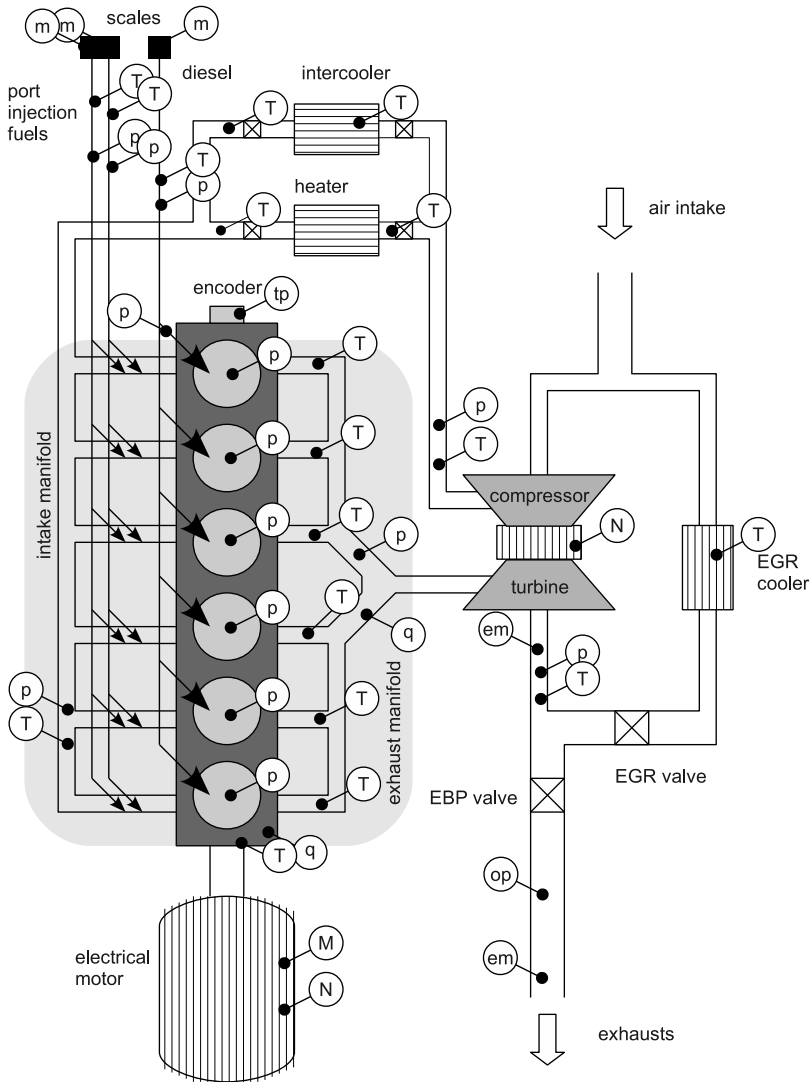 scales
m
m
m
diesel
port
injection
fuels
T
T
p
p
T
p
intercooler
T
T
heater
T
T
air intake
encoder
tp
p
p
T
p
T
p
T
p
T
p
T
p
T
p
T
p
q
intake manifold
exhaust manifold
p
T
compressor
N
turbine
T
EGR
cooler
em
p
T
EBP valve
EGR valve
T
q
op
em
electrical
motor
M
N
exhausts